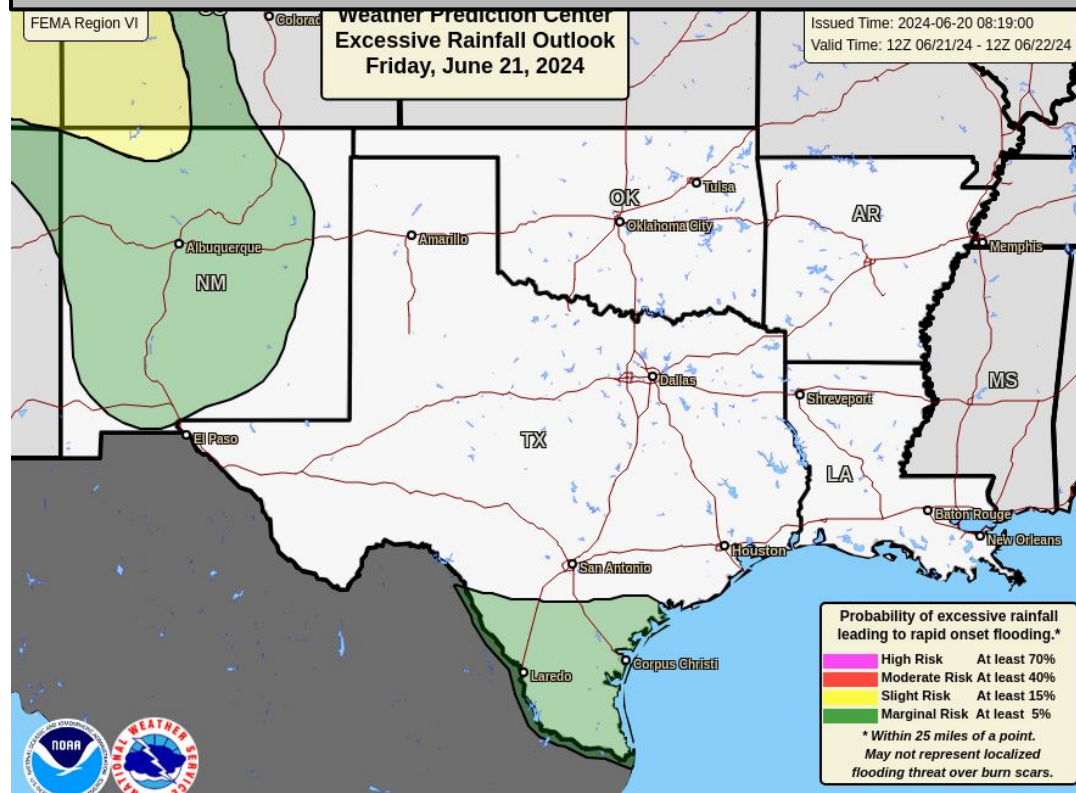 FEMA Region VI
CO
Colorad
Weather Prediction Center
Excessive Rainfall Outlook
Friday, June 21, 2024
Issued Time: 2024-06-20 08:19:00
Valid Time: 12Z 06/21/24 - 12Z 06/22/24
Tulsa
OK
Oklahoma City
AR
Amarillo
Albuquerque
Memphis
NM
Dallas
MS
Shreveport
El Paso
TX
LA
Baton Rouge
New Orleans
Houston
San Antonio
Corpus Christi
Laredo
Probability of excessive rainfall
leading to rapid onset flooding.*
High Risk At least 70%
Moderate Risk At least 40%
Slight Risk At least 15%
Marginal Risk At least 5%
* Within 25 miles of a point.
May not represent localized
flooding threat over burn scars.
NOAA
NATIONAL WEATHER SERVICE